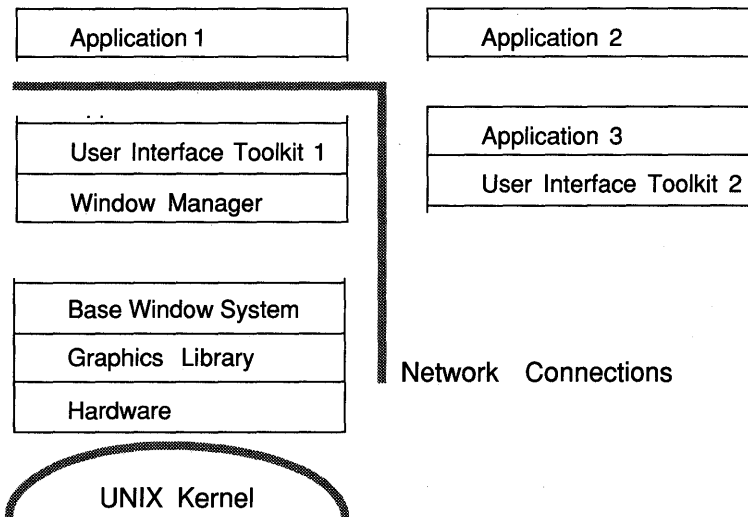 Application 1
Application 2
User Interface Toolkit 1
Window Manager
Application 3
User Interface Toolkit 2
Base Window System
Graphics Library
Hardware
Network Connections
UNIX Kernel